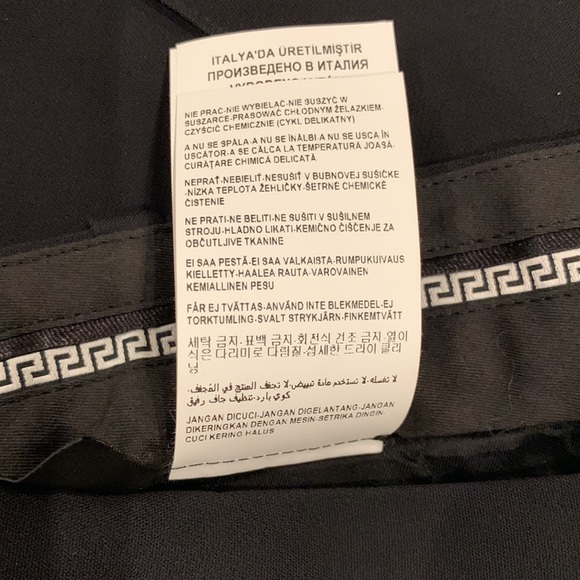 İTALYA'DA ÜRETİLMİŞTİR
ПРОИЗВЕДЕНО В ИТАЛИЯ
NIE PRAĆ-NIE WYBIELAĆ-NIE SUSZYĆ W
SUSZARCE-PRASOWAĆ CHŁODNYM ŻELAZKIEM-
CZYŚCIĆ CHEMICZNIE (CYKL DELIKATNY)
A NU SE SPĂLA-A NU SE ÎNĂLBI-A NU SE USCA ÎN
USCĂTOR-A SE CĂLCA LA TEMPERATURĂ JOASĂ-
CURĂŢARE CHIMICĂ DELICATĂ
NEPRAŤ-NEBIELIŤ-NESUŠIŤ V BUBNOVEJ SUŠIČKE
-NÍZKA TEPLOTA ŽEHLIČKY-ŠETRNÉ CHEMICKÉ
ČISTENIE
NE PRATI-NE BELITI-NE SUŠITI V SUŠILNEM
STROJU-HLADNO LIKATI-KEMIČNO ČIŠČENJE ZA
OBČUTLJIVE TKANINE
EI SAA PESTÄ-EI SAA VALKAISTA-RUMPUKUIVAUS
KIELLETTY-HAALEA RAUTA-VAROVAINEN
KEMIALLINEN PESU
FÅR EJ TVÄTTAS-ANVÄND INTE BLEKMEDEL-EJ
TORKTUMLING-SVALT STRYKJÄRN-FINKEMTVÄTT
세탁 금지-표백 금지-회전식 건조 금지-열이
식은 다리미로 다림질-섬세한 드라이 클리
닝
لا تغسله-لا تستخدم مادة تبييض-لا تجفف المنتج في المُجفف-
كوي بارد-تنظيف جاف رقيق
JANGAN DICUCI-JANGAN DIGELANTANG-JANGAN
DIKERINGKAN DENGAN MESIN-SETRIKA DINGIN-
CUCI KERING HALUS